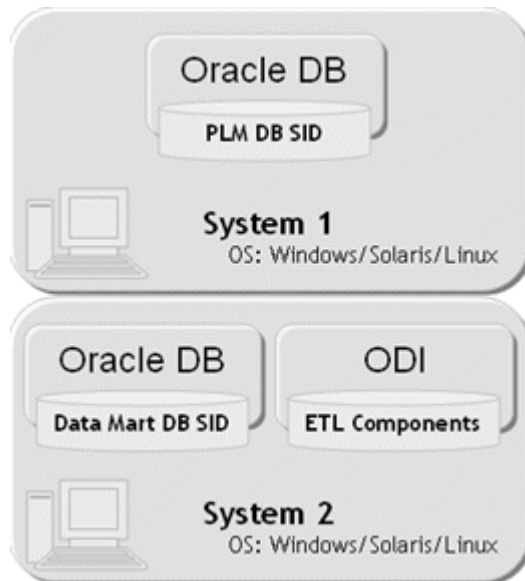 Oracle DB
PLM DB SID
System 1
OS: Windows/Solaris/Linux
Oracle DB
Data Mart DB SID
ODI
ETL Components
System 2
OS: Windows/Solaris/Linux